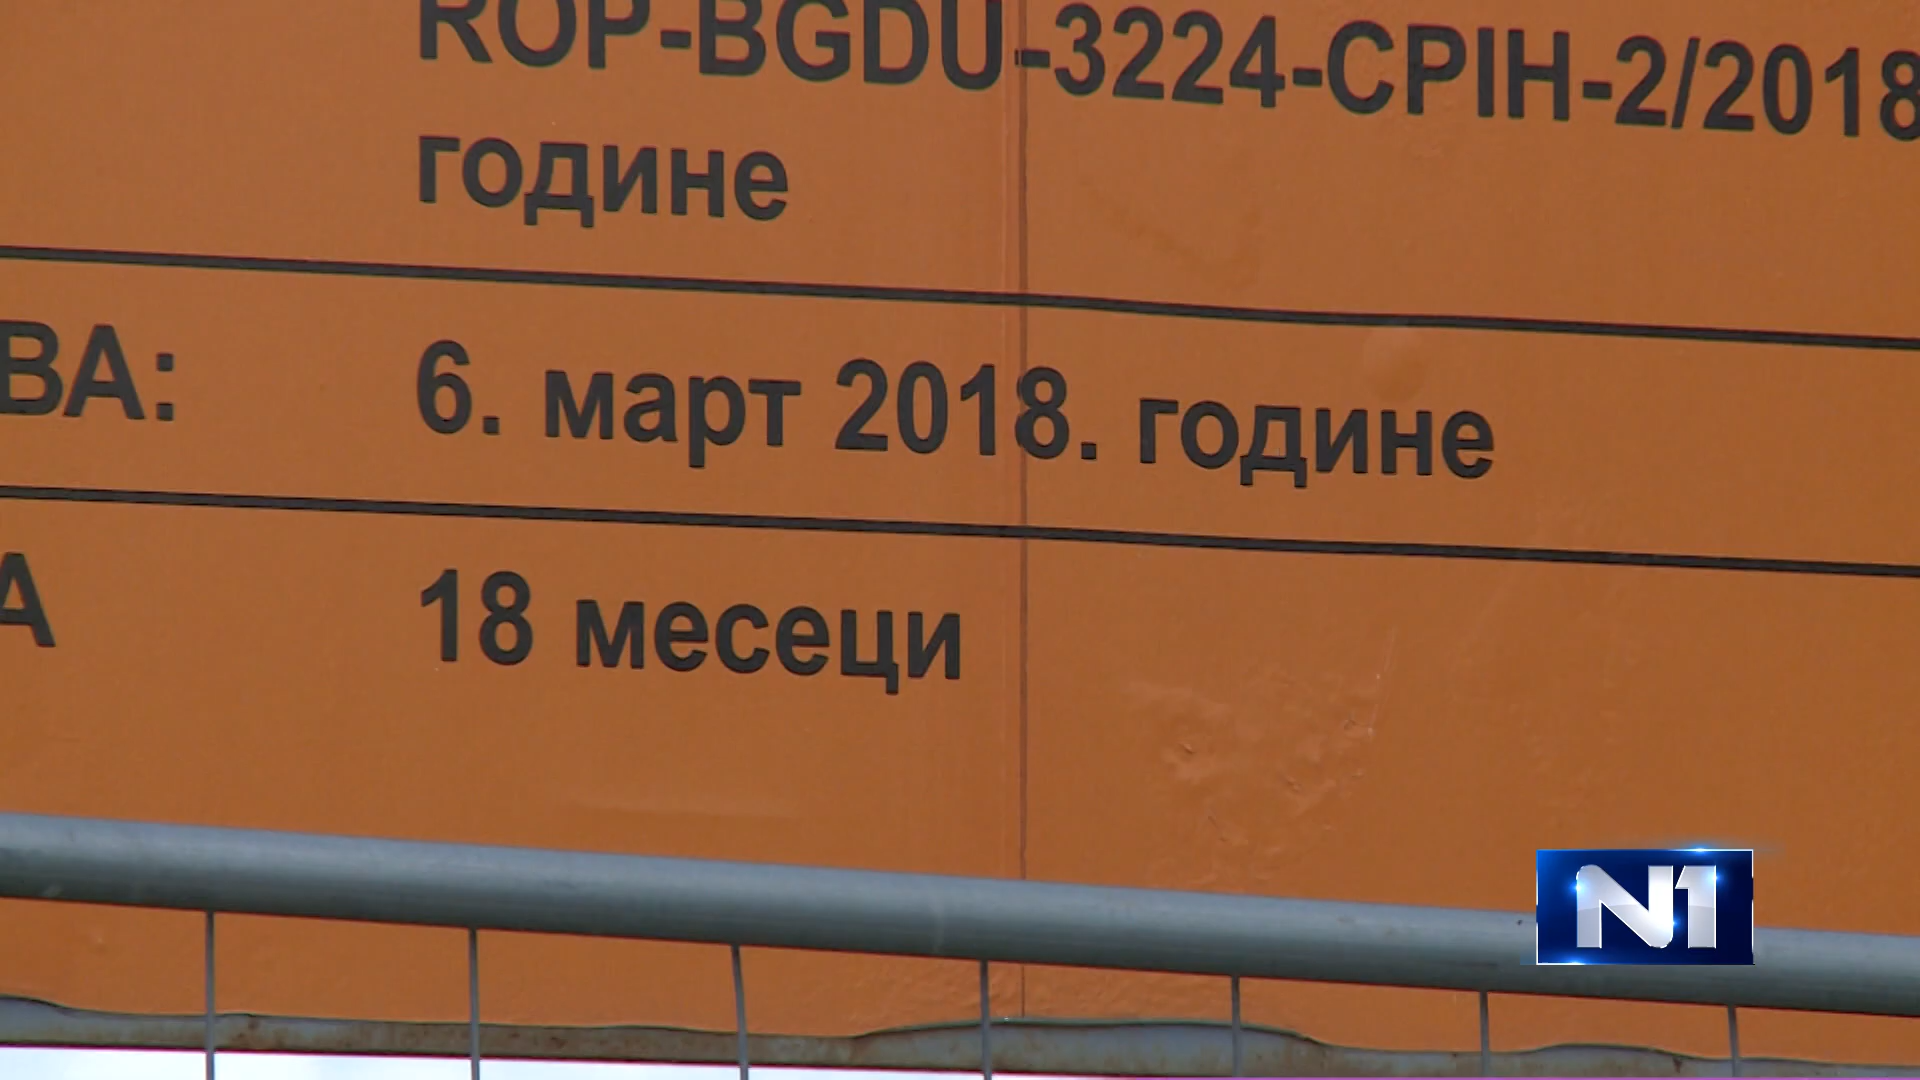 ROP-BGDU-3224-CPIH-2/2018
године
ВА: 6. март 2018. године
А 18 месеци
N1